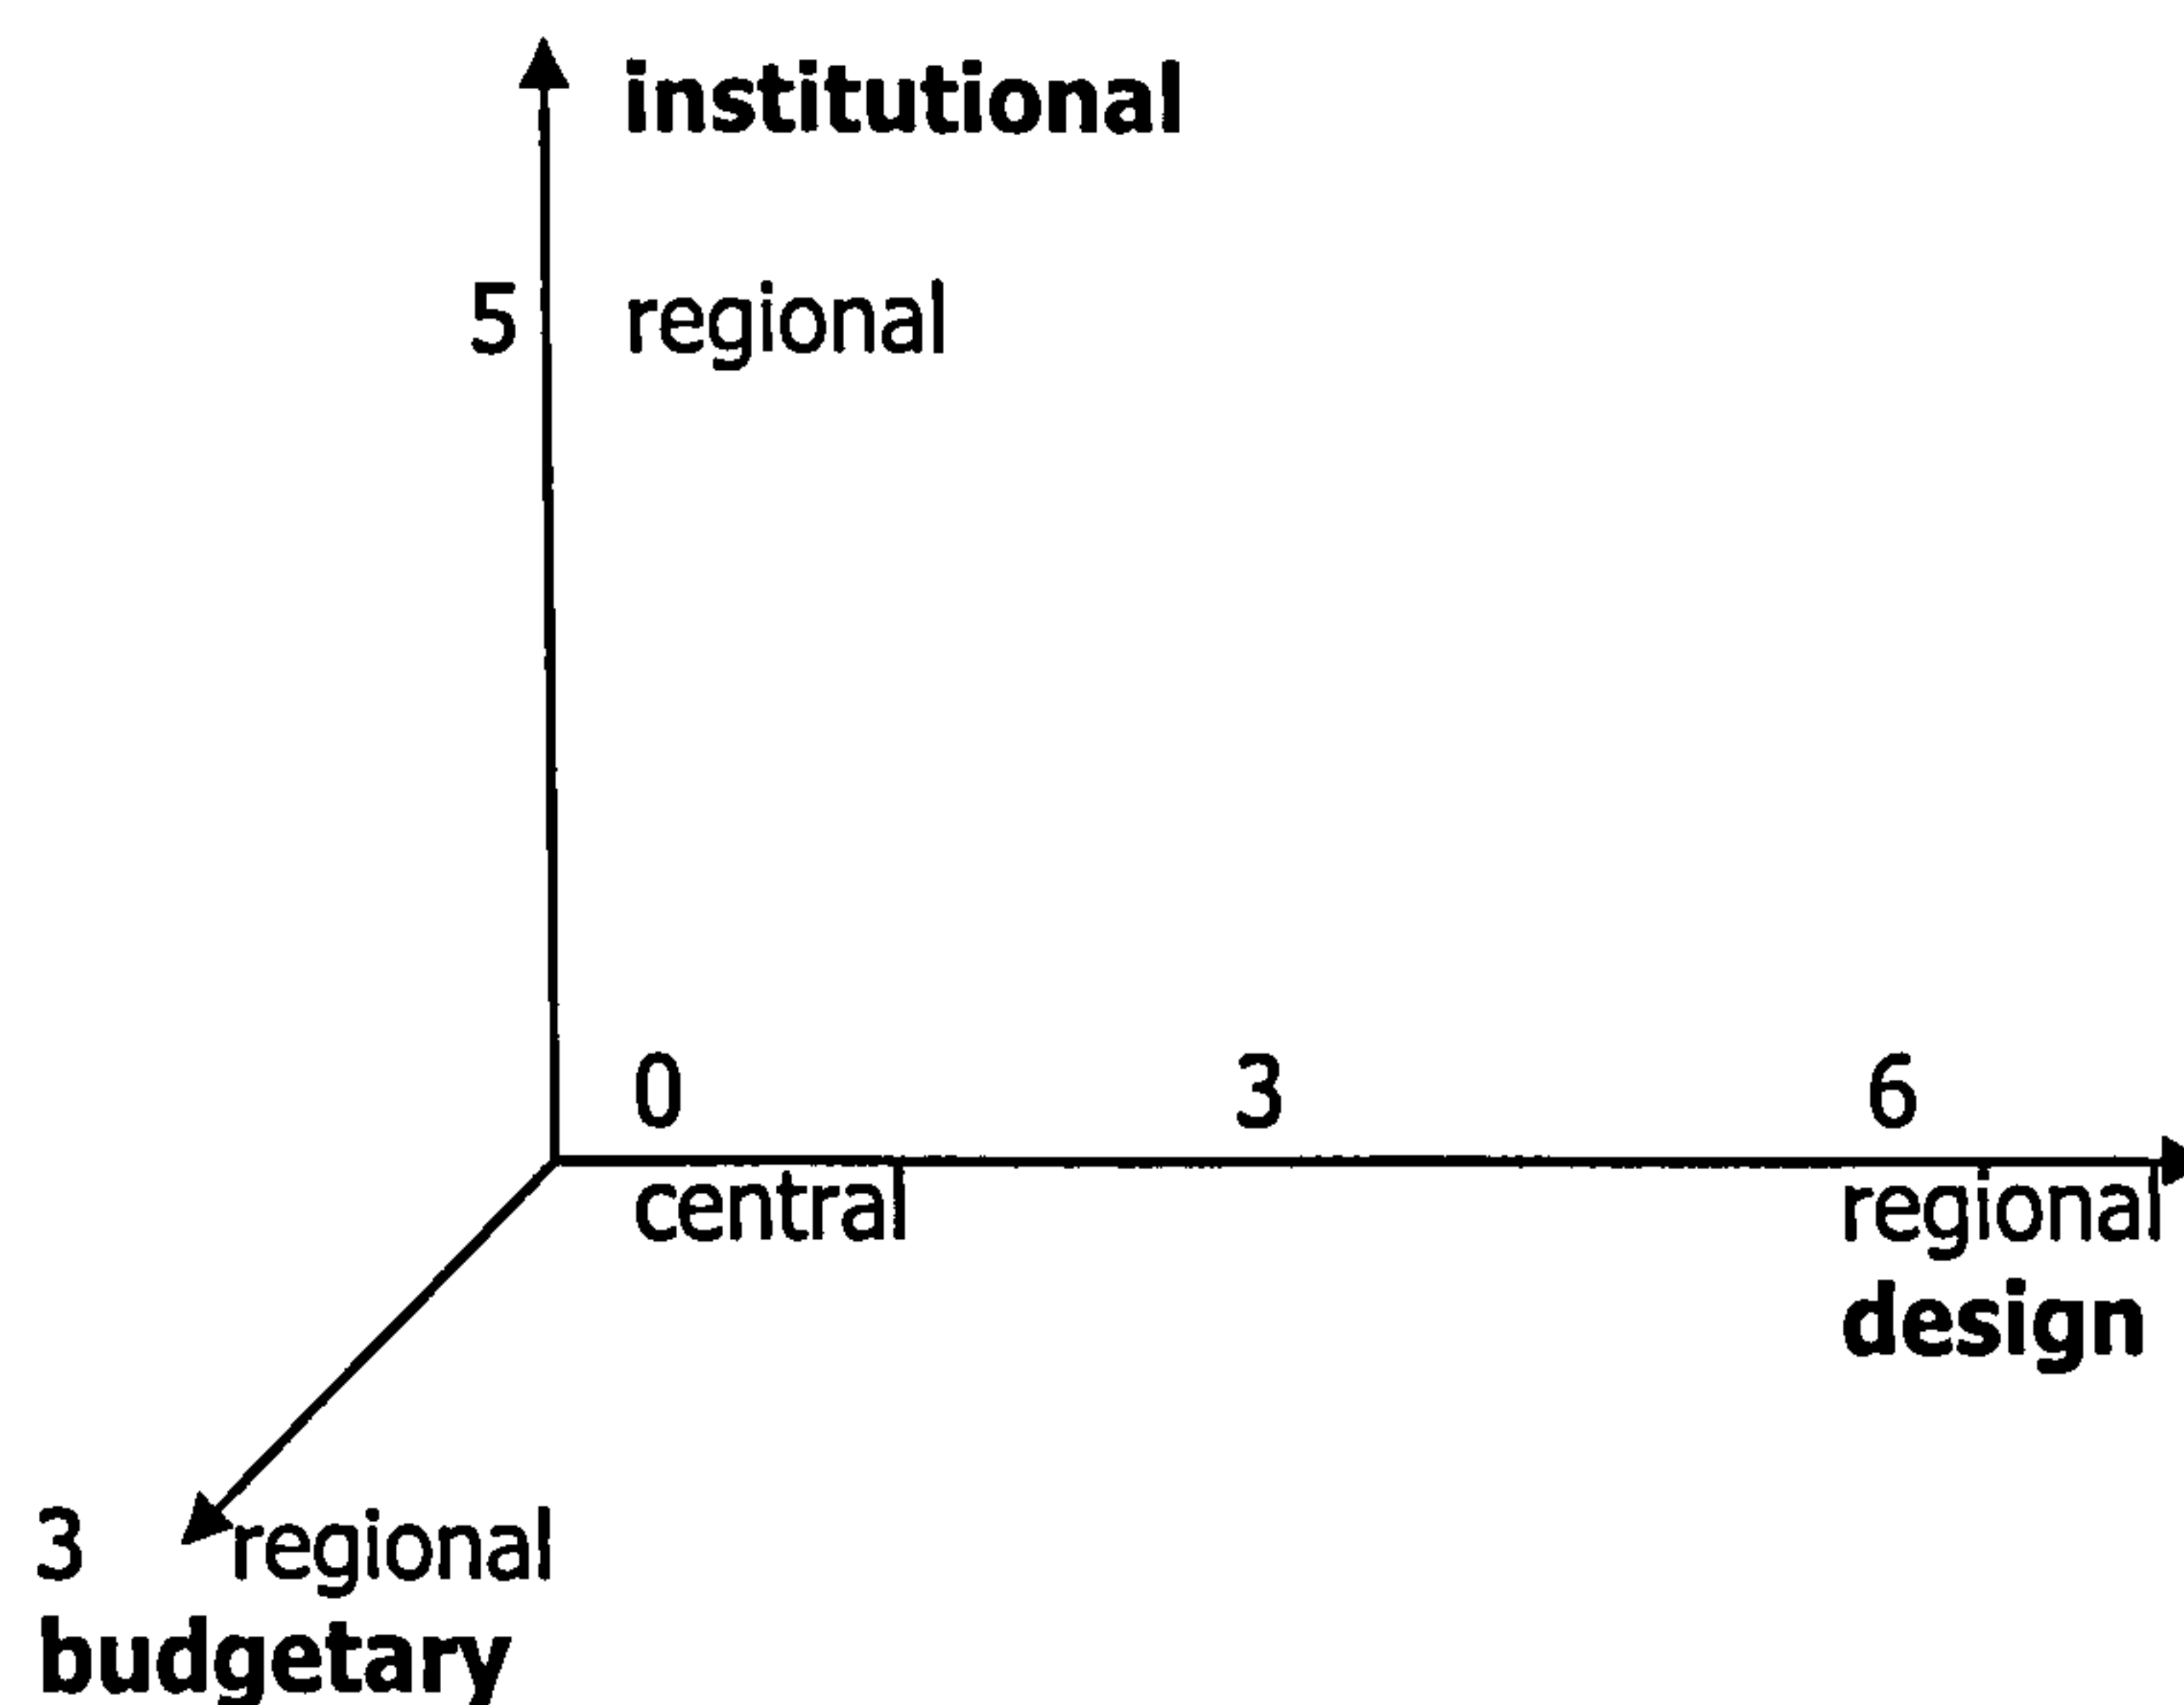 institutional
5 regional
0 3 6
central regional
design
3 regional
budgetary